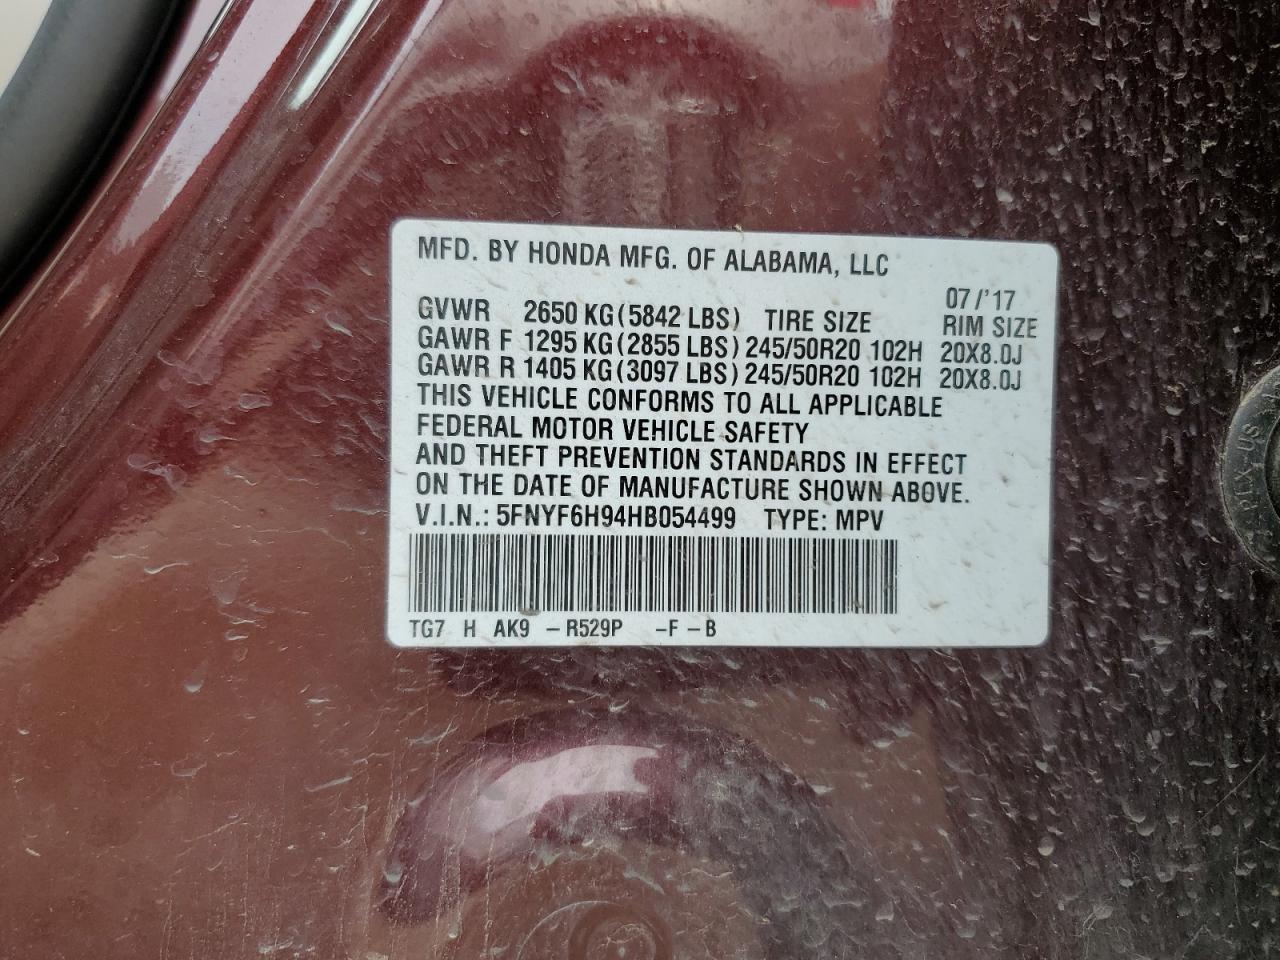 MFD. BY HONDA MFG. OF ALABAMA, LLC
07/'17
GVWR 2650 KG (5842 LBS) TIRE SIZE RIM SIZE
GAWR F 1295 KG (2855 LBS) 245/50R20 102H 20X8.0J
GAWR R 1405 KG (3097 LBS) 245/50R20 102H 20X8.0J
THIS VEHICLE CONFORMS TO ALL APPLICABLE
FEDERAL MOTOR VEHICLE SAFETY
AND THEFT PREVENTION STANDARDS IN EFFECT
ON THE DATE OF MANUFACTURE SHOWN ABOVE.
V.I.N.: 5FNYF6H94HB054499 TYPE: MPV
TG7 H AK9 -R529P -F-B